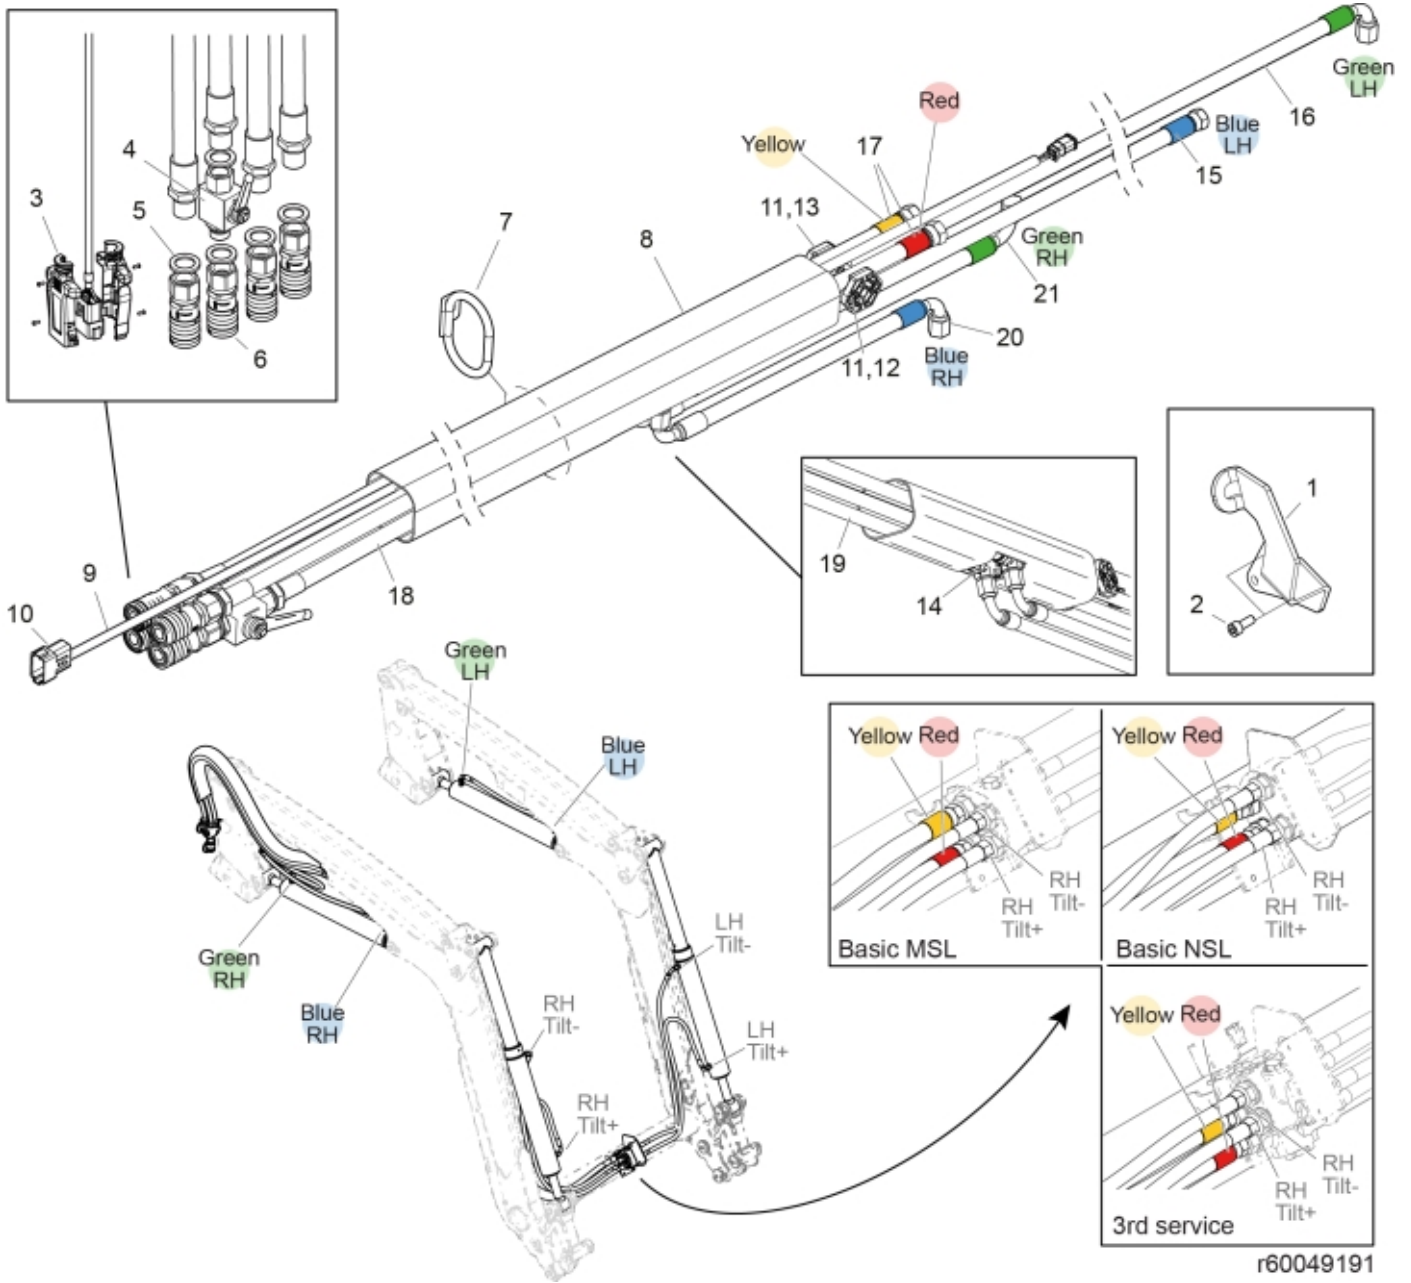 Green
LH
16
Red
Blue
LH
Yellow
17
15
4
11,13
3
5
7
8
Green
RH
21
6
20
11,12
Blue
RH
1
19
9
18
14
2
10
Green
LH
Blue
LH
Yellow Red
Yellow Red
RH
Tilt-
RH
Tilt+
RH
Tilt-
RH
Tilt+
Basic MSL
Basic NSL
LH
Tilt-
Green
RH
Blue
RH
RH
Tilt-
LH
Tilt+
Yellow Red
RH
Tilt+
RH
Tilt-
RH
Tilt+
3rd service
r60049191